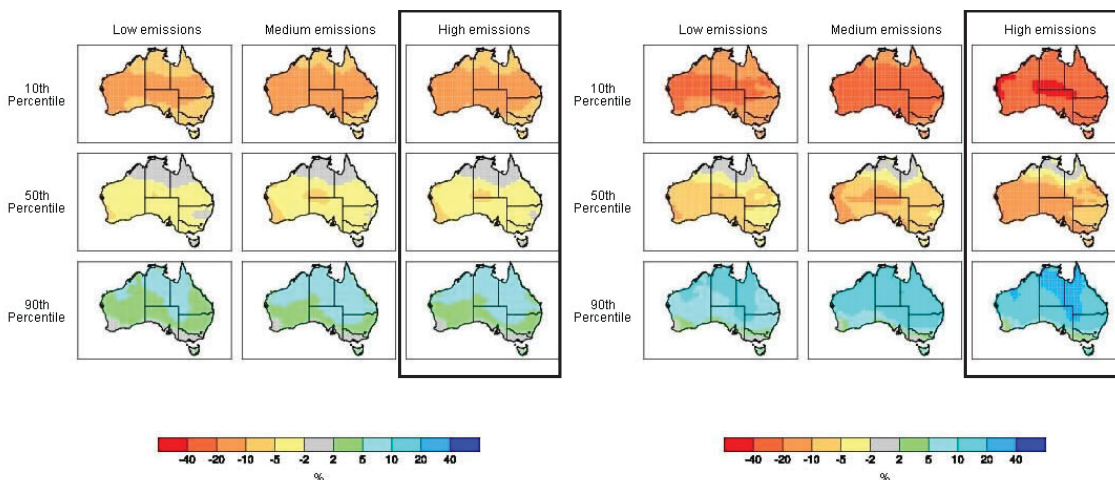 Low emissions Medium emissions High emissions
10th
Percentile
50th
Percentile
90th
Percentile
-40 -20 -10 -5 -2 2 5 10 20 40
%
Low emissions Medium emissions High emissions
10th
Percentile
50th
Percentile
90th
Percentile
-40 -20 -10 -5 -2 2 5 10 20 40
%